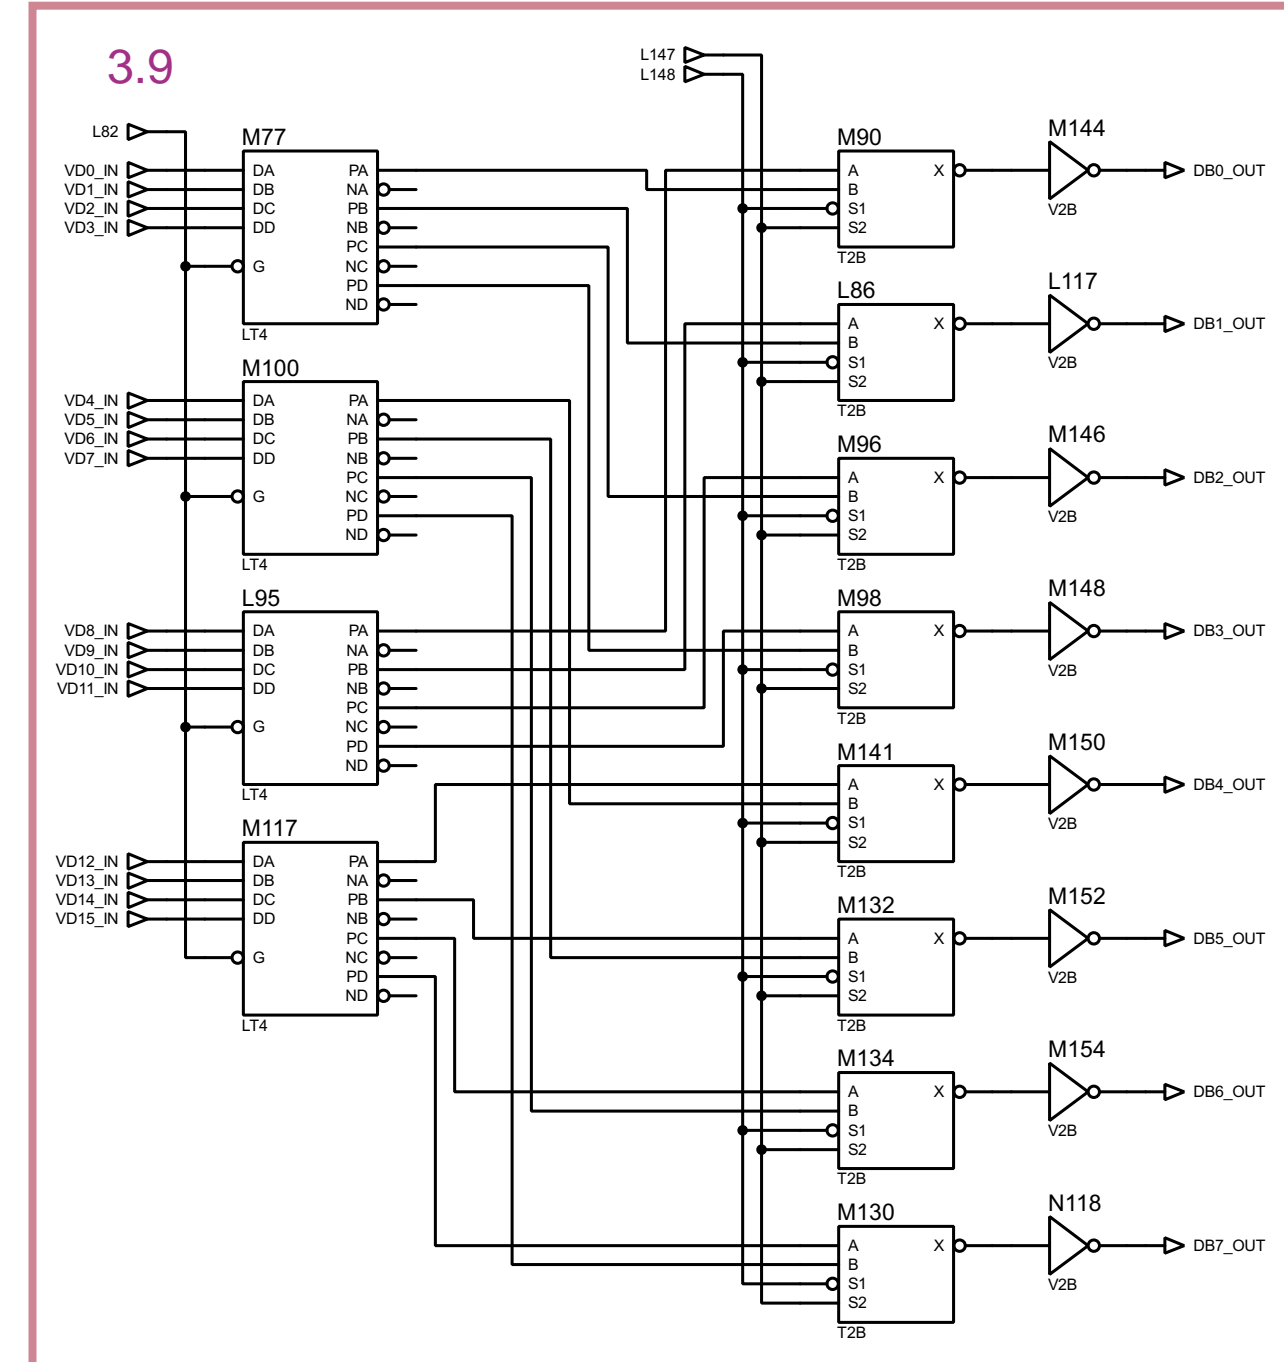 3.9
L147
L148
L82
VD0_IN
VD1_IN
VD2_IN
VD3_IN
M77
DA PA
DB NA
DC PB
DD NB
PC
G NC
PD
ND
LT4
VD4_IN
VD5_IN
VD6_IN
VD7_IN
M100
DA PA
DB NA
DC PB
DD NB
PC
G NC
PD
ND
LT4
VD8_IN
VD9_IN
VD10_IN
VD11_IN
L95
DA PA
DB NA
DC PB
DD NB
PC
G NC
PD
ND
LT4
VD12_IN
VD13_IN
VD14_IN
VD15_IN
M117
DA PA
DB NA
DC PB
DD NB
PC
G NC
PD
ND
LT4
M90
A X
B
S1
S2
T2B
M144
V2B
DB0_OUT
L86
A X
B
S1
S2
T2B
L117
V2B
DB1_OUT
M96
A X
B
S1
S2
T2B
M146
V2B
DB2_OUT
M98
A X
B
S1
S2
T2B
M148
V2B
DB3_OUT
M141
A X
B
S1
S2
T2B
M150
V2B
DB4_OUT
M132
A X
B
S1
S2
T2B
M152
V2B
DB5_OUT
M134
A X
B
S1
S2
T2B
M154
V2B
DB6_OUT
M130
A X
B
S1
S2
T2B
N118
V2B
DB7_OUT